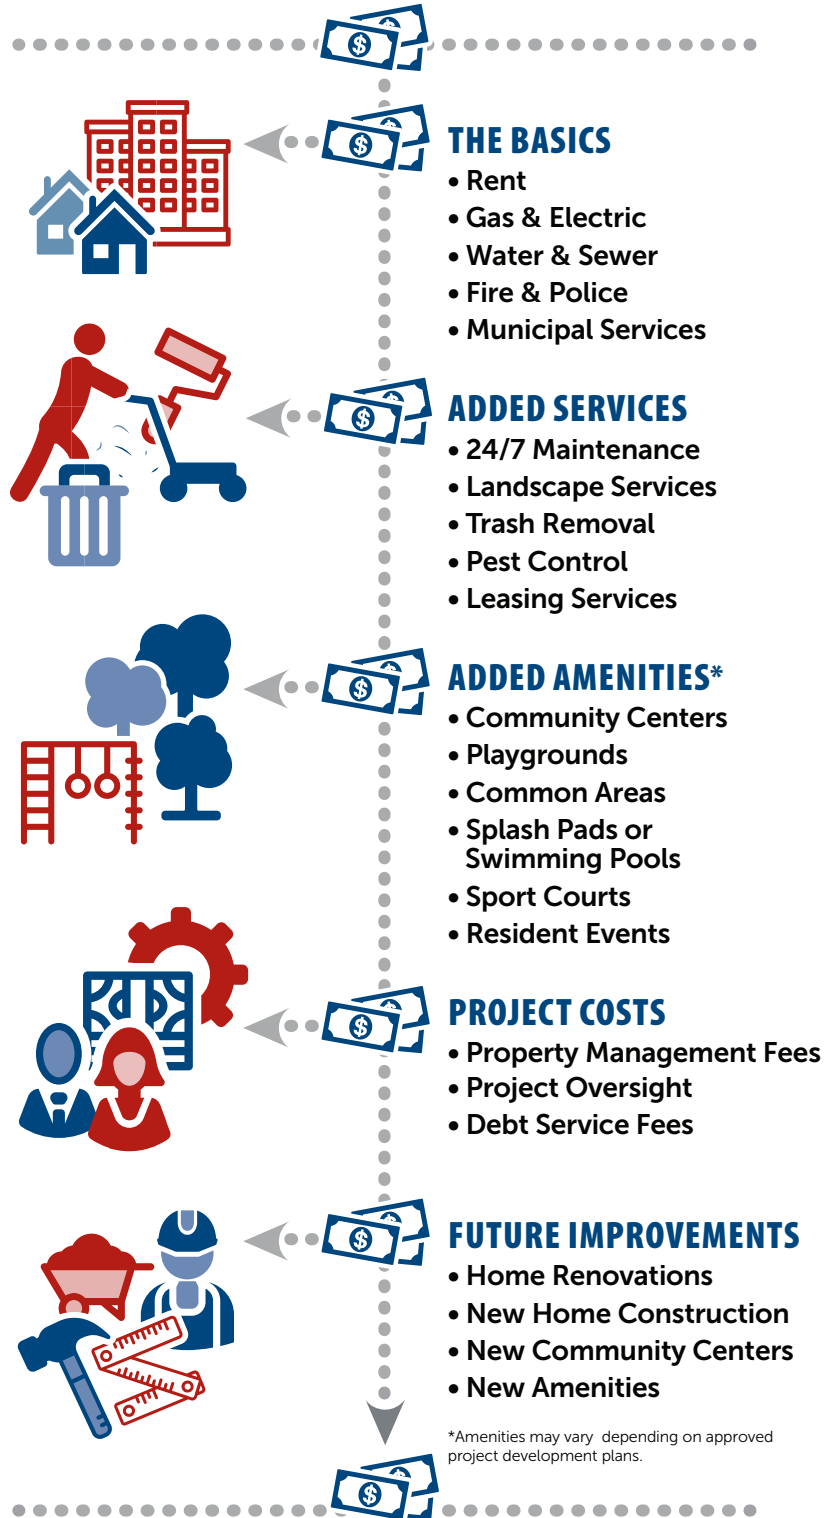 THE BASICS
• Rent
• Gas & Electric
• Water & Sewer
• Fire & Police
• Municipal Services
ADDED SERVICES
• 24/7 Maintenance
• Landscape Services
• Trash Removal
• Pest Control
• Leasing Services
ADDED AMENITIES*
• Community Centers
• Playgrounds
• Common Areas
• Splash Pads or
Swimming Pools
• Sport Courts
• Resident Events
PROJECT COSTS
• Property Management Fees
• Project Oversight
• Debt Service Fees
FUTURE IMPROVEMENTS
• Home Renovations
• New Home Construction
• New Community Centers
• New Amenities
*Amenities may vary depending on approved
project development plans.